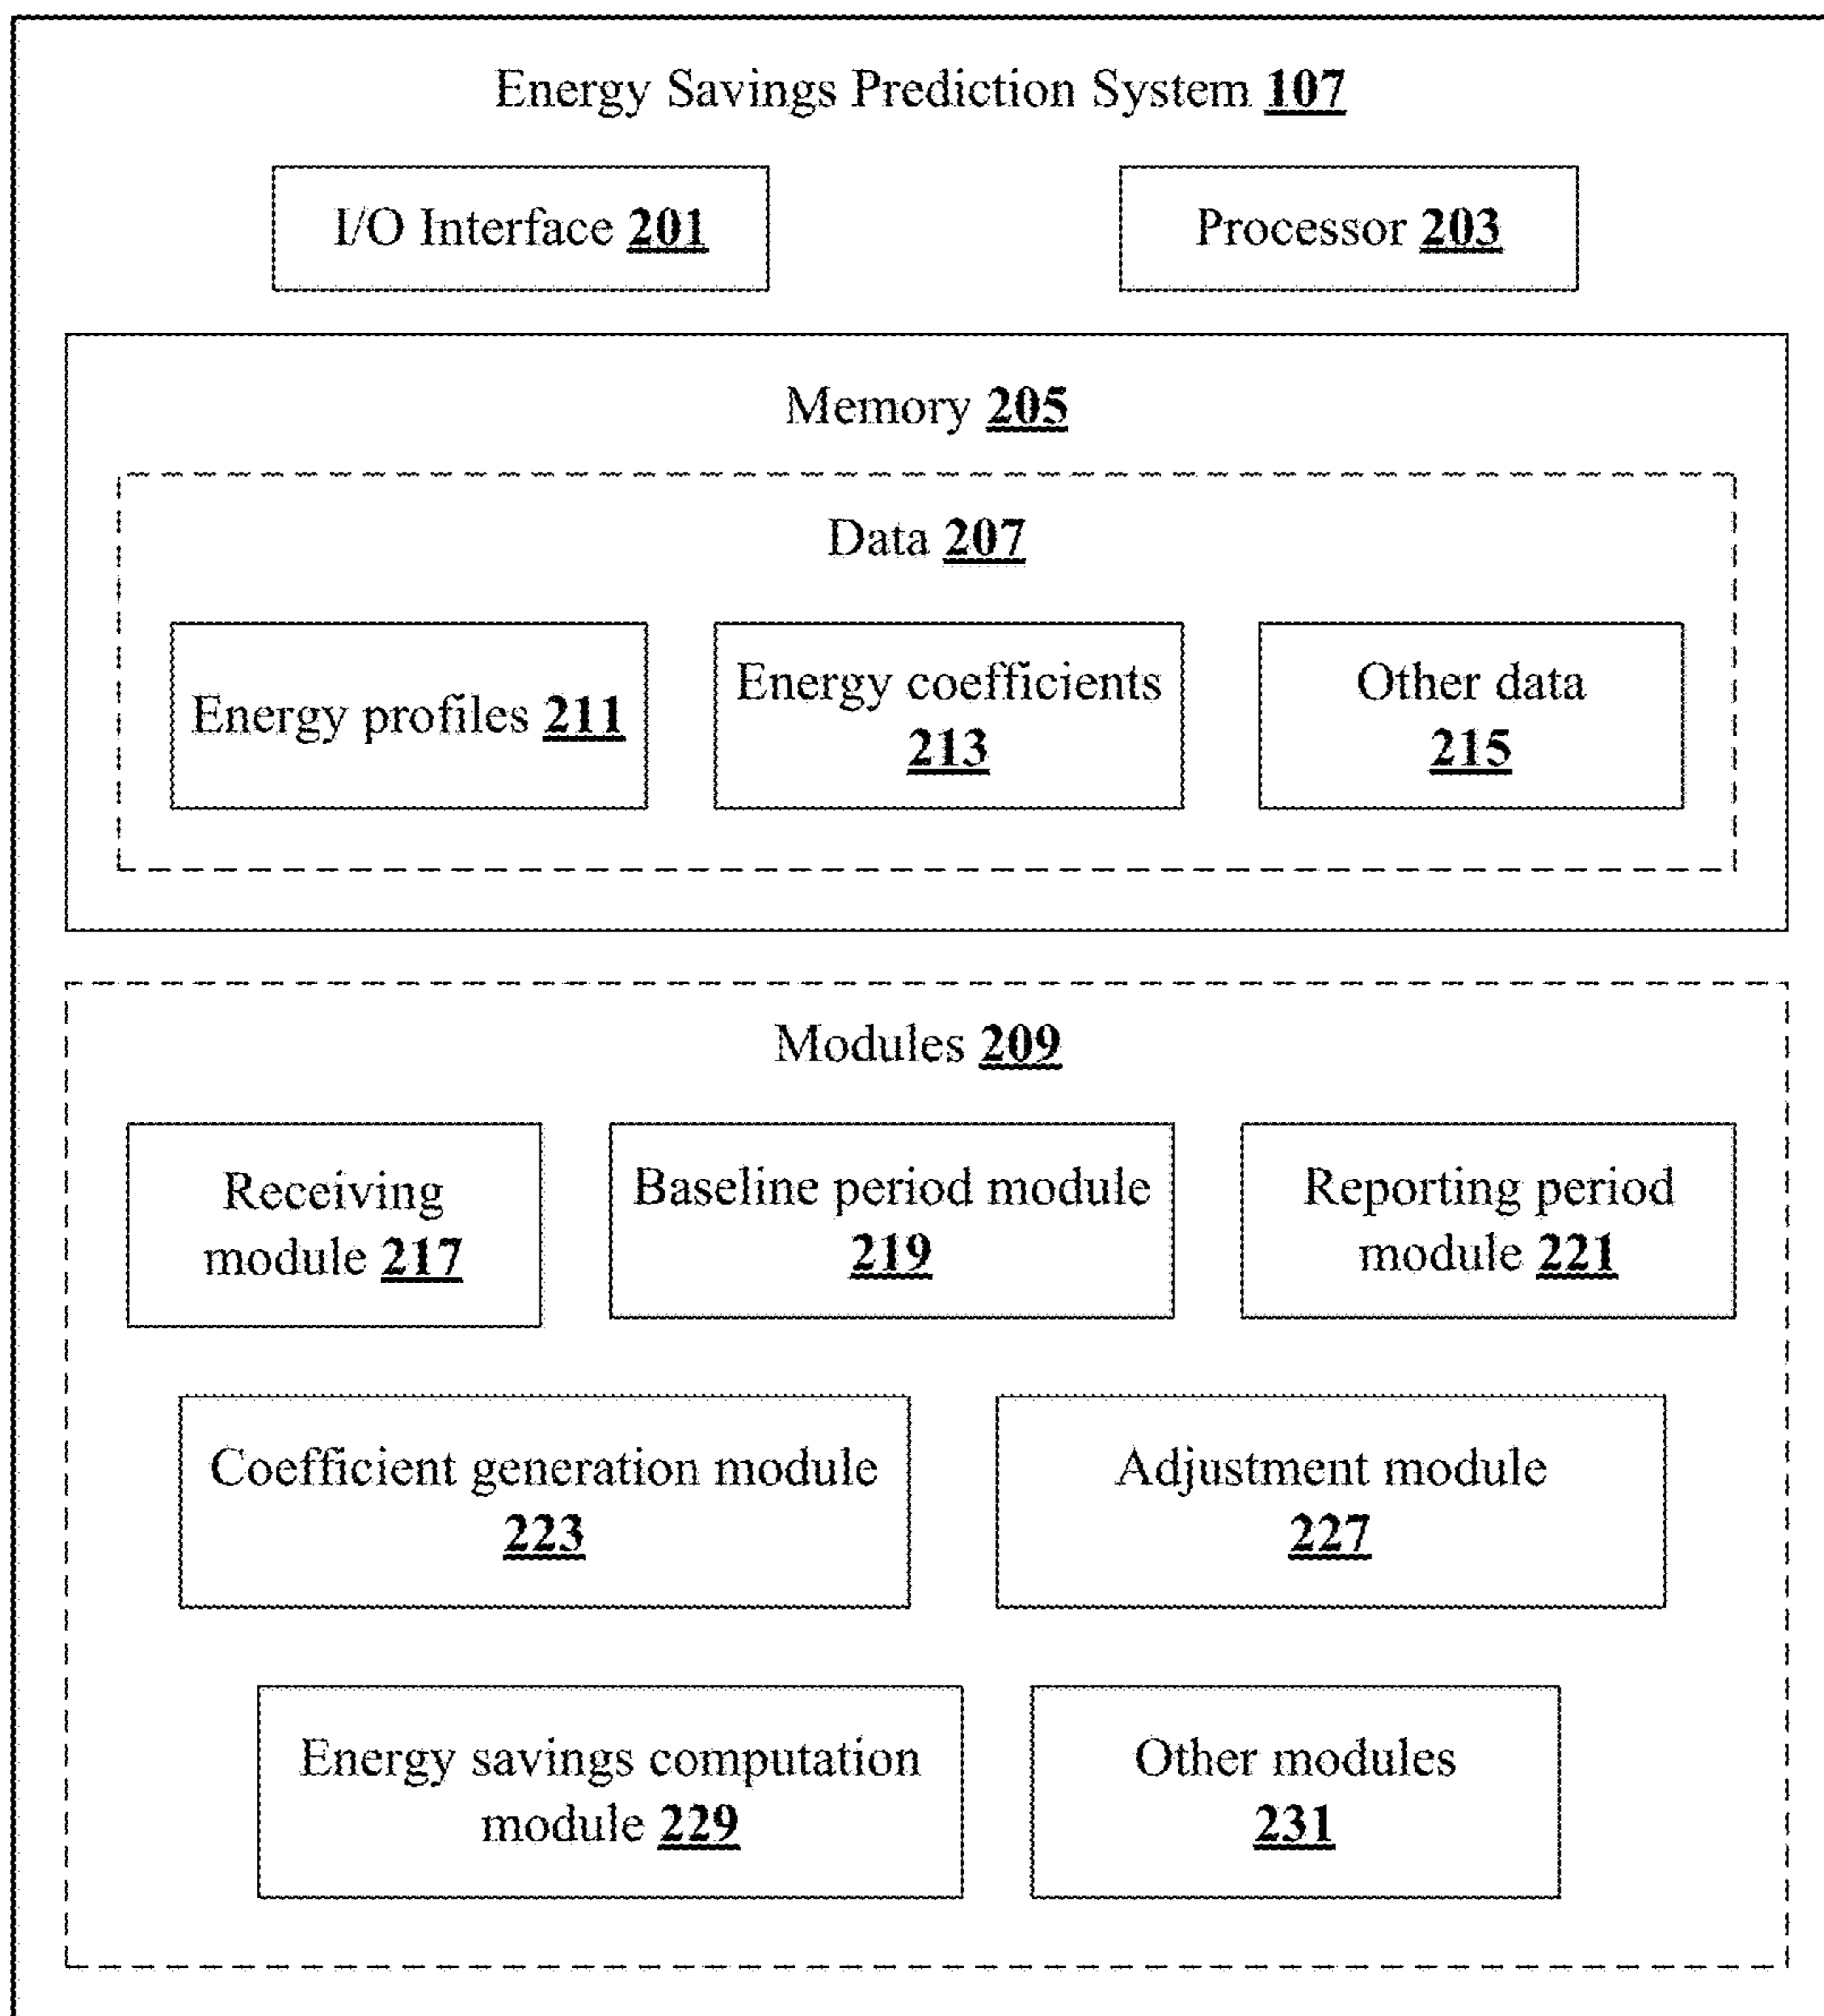 Energy Savings Prediction System 107
I/O Interface 201
Processor 203
Memory 205
Data 207
Energy profiles 211
Energy coefficients
213
Other data
215
Modules 209
Receiving
module 217
Baseline period module
219
Reporting period
module 221
Coefficient generation module
223
Adjustment module
227
Energy savings computation
module 229
Other modules
231